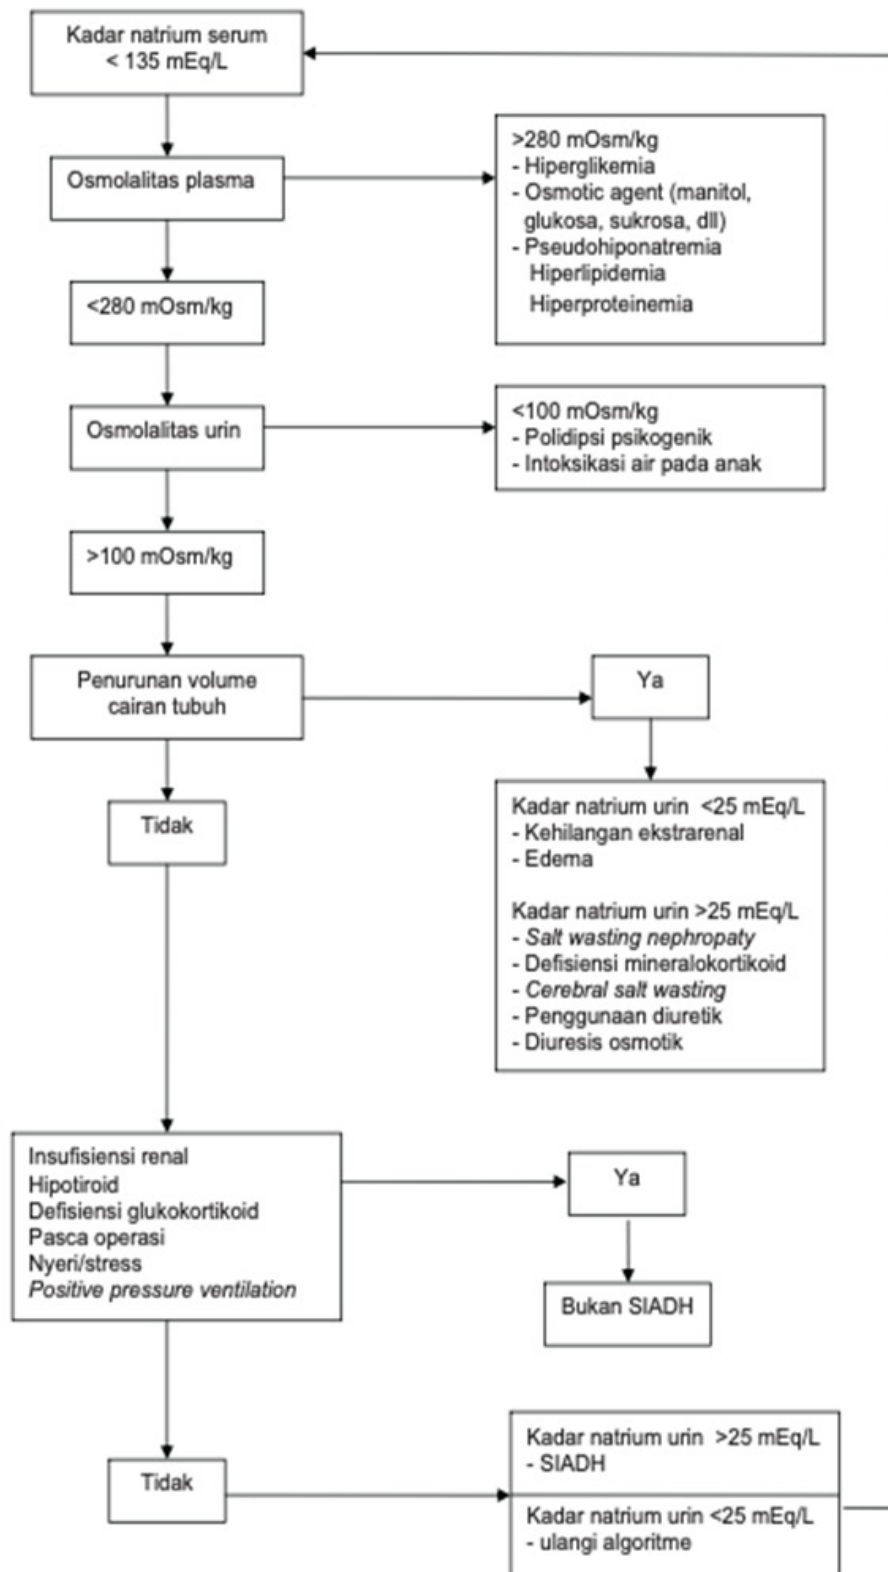 Kadar natrium serum
< 135 mEq/L
Osmolalitas plasma
>280 mOsm/kg
- Hiperglikemia
- Osmotic agent (manitol,
glukosa, sukrosa, dll)
- Pseudohiponatremia
Hiperlipidemia
Hiperproteinemia
<280 mOsm/kg
Osmolalitas urin
<100 mOsm/kg
- Polidipsi psikogenik
- Intoksikasi air pada anak
>100 mOsm/kg
Penurunan volume
cairan tubuh
Ya
Tidak
Kadar natrium urin <25 mEq/L
- Kehilangan ekstrarenal
- Edema
Kadar natrium urin >25 mEq/L
- Salt wasting nephropaty
- Defisiensi mineralokortikoid
- Cerebral salt wasting
- Penggunaan diuretik
- Diuresis osmotik
Insufisiensi renal
Hipotiroid
Defisiensi glukokortikoid
Pasca operasi
Nyeri/stress
Positive pressure ventilation
Ya
Bukan SIADH
Tidak
Kadar natrium urin >25 mEq/L
- SIADH
Kadar natrium urin <25 mEq/L
- ulangi algoritme